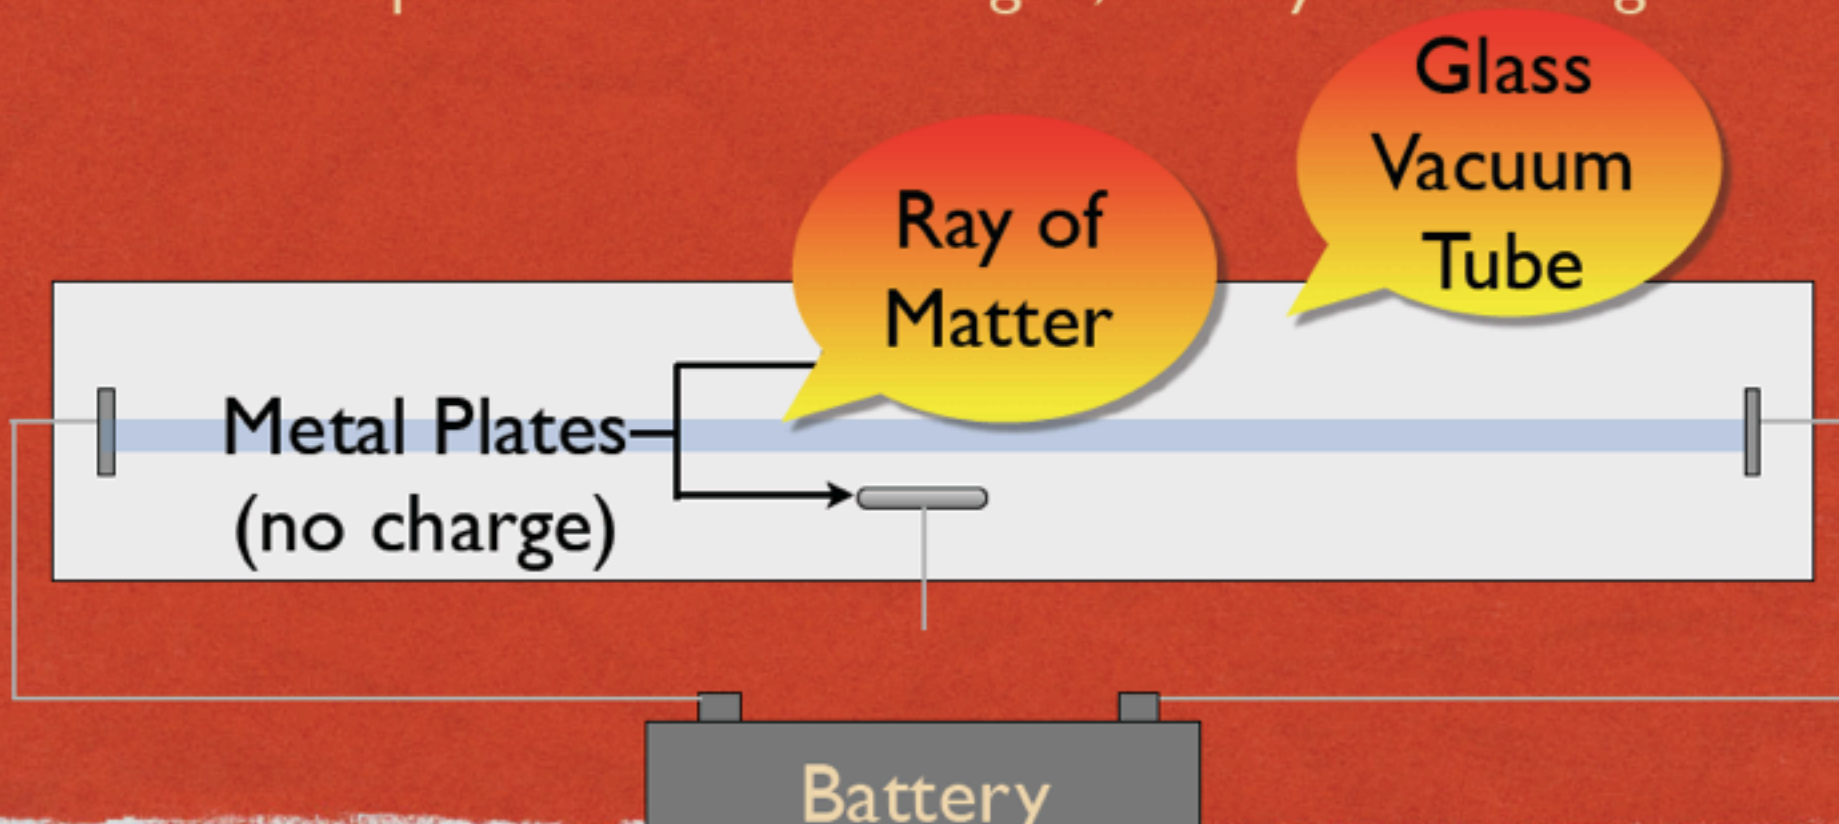 Glass
Vacuum
Tube
Ray of
Matter
Metal Plates
(no charge)
Battery